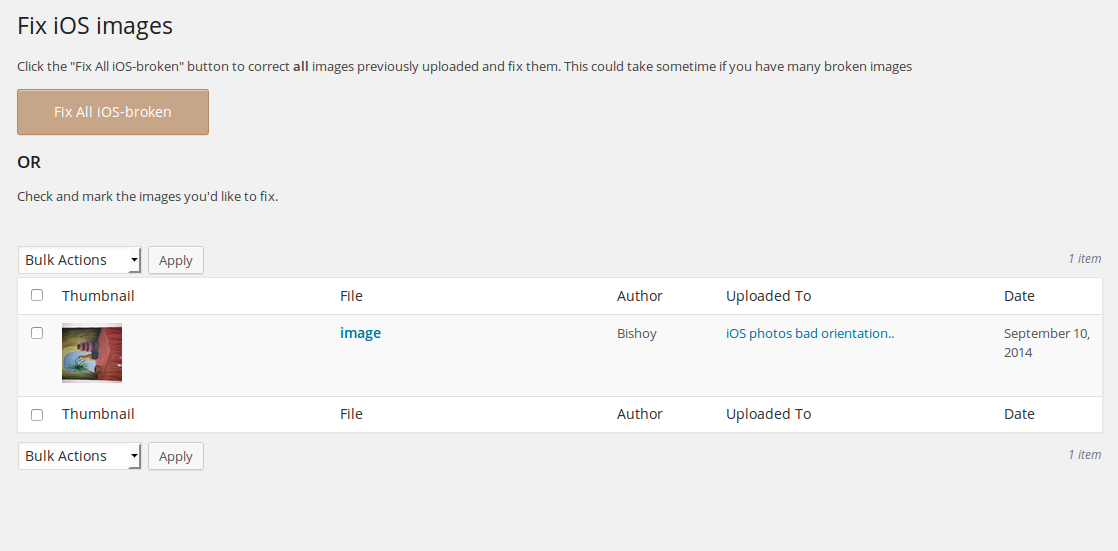 Fix iOS images
Click the "Fix All iOS-broken" button to correct all images previously uploaded and fix them. This could take sometime if you have many broken images
Fix All iOS-broken
OR
Check and mark the images you'd like to fix.
Bulk Actions Apply 1 item
Thumbnail File Author Uploaded To Date
image Bishoy iOS photos bad orientation.. September 10,
2014
Thumbnail File Author Uploaded To Date
Bulk Actions Apply 1 item